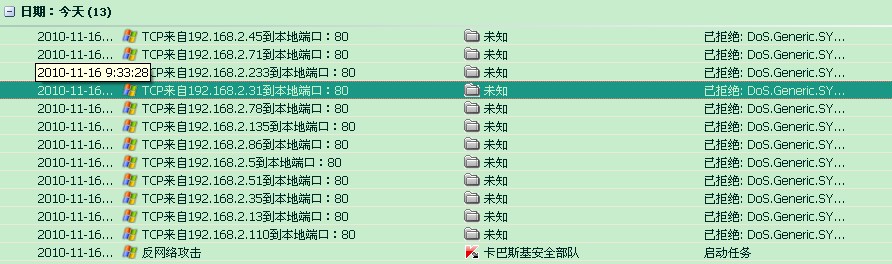 日期：今天 (13)
2010-11-16... TCP来自192.168.2.45到本地端口：80 未知 已拒绝: DoS.Generic.SY...
2010-11-16... TCP来自192.168.2.71到本地端口：80 未知 已拒绝: DoS.Generic.SY...
2010-11-16 9:33:28 TCP来自192.168.2.233到本地端口：80 未知 已拒绝: DoS.Generic.SY...
2010-11-16... TCP来自192.168.2.31到本地端口：80 未知 已拒绝: DoS.Generic.SY...
2010-11-16... TCP来自192.168.2.78到本地端口：80 未知 已拒绝: DoS.Generic.SY...
2010-11-16... TCP来自192.168.2.135到本地端口：80 未知 已拒绝: DoS.Generic.SY...
2010-11-16... TCP来自192.168.2.86到本地端口：80 未知 已拒绝: DoS.Generic.SY...
2010-11-16... TCP来自192.168.2.5到本地端口：80 未知 已拒绝: DoS.Generic.SY...
2010-11-16... TCP来自192.168.2.51到本地端口：80 未知 已拒绝: DoS.Generic.SY...
2010-11-16... TCP来自192.168.2.35到本地端口：80 未知 已拒绝: DoS.Generic.SY...
2010-11-16... TCP来自192.168.2.13到本地端口：80 未知 已拒绝: DoS.Generic.SY...
2010-11-16... TCP来自192.168.2.110到本地端口：80 未知 已拒绝: DoS.Generic.SY...
2010-11-16... 反网络攻击 卡巴斯基安全部队 启动任务